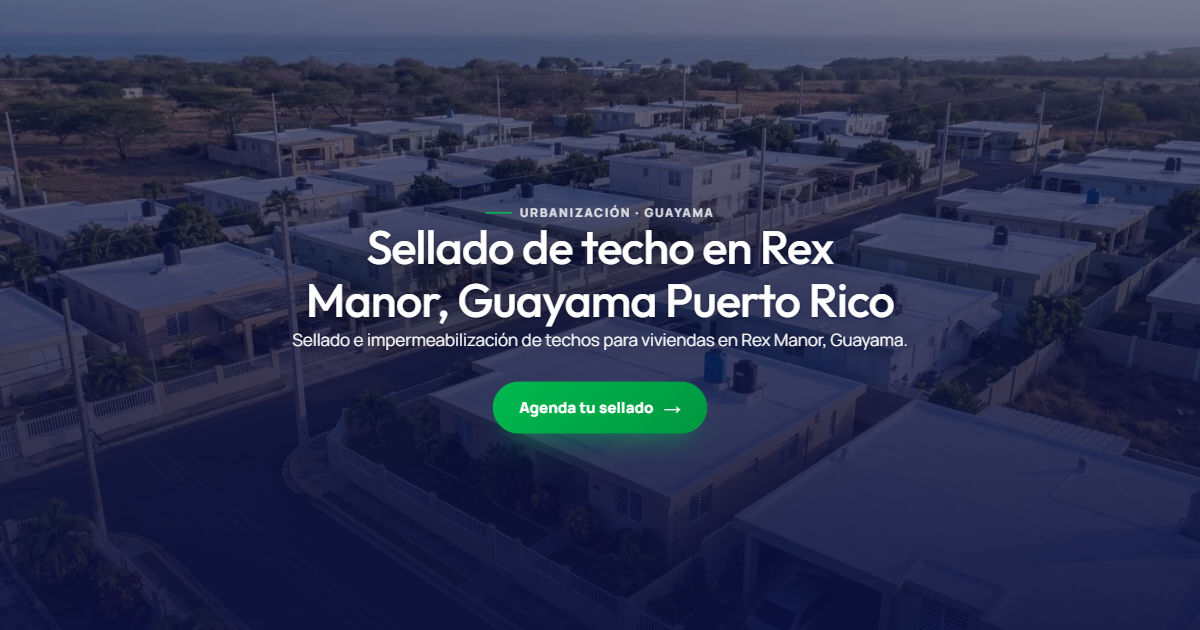 URBANIZACIÓN · GUAYAMA
Sellado de techo en Rex
Manor, Guayama Puerto Rico
Sellado e impermeabilización de techos para viviendas en Rex Manor, Guayama.
Agenda tu sellado →